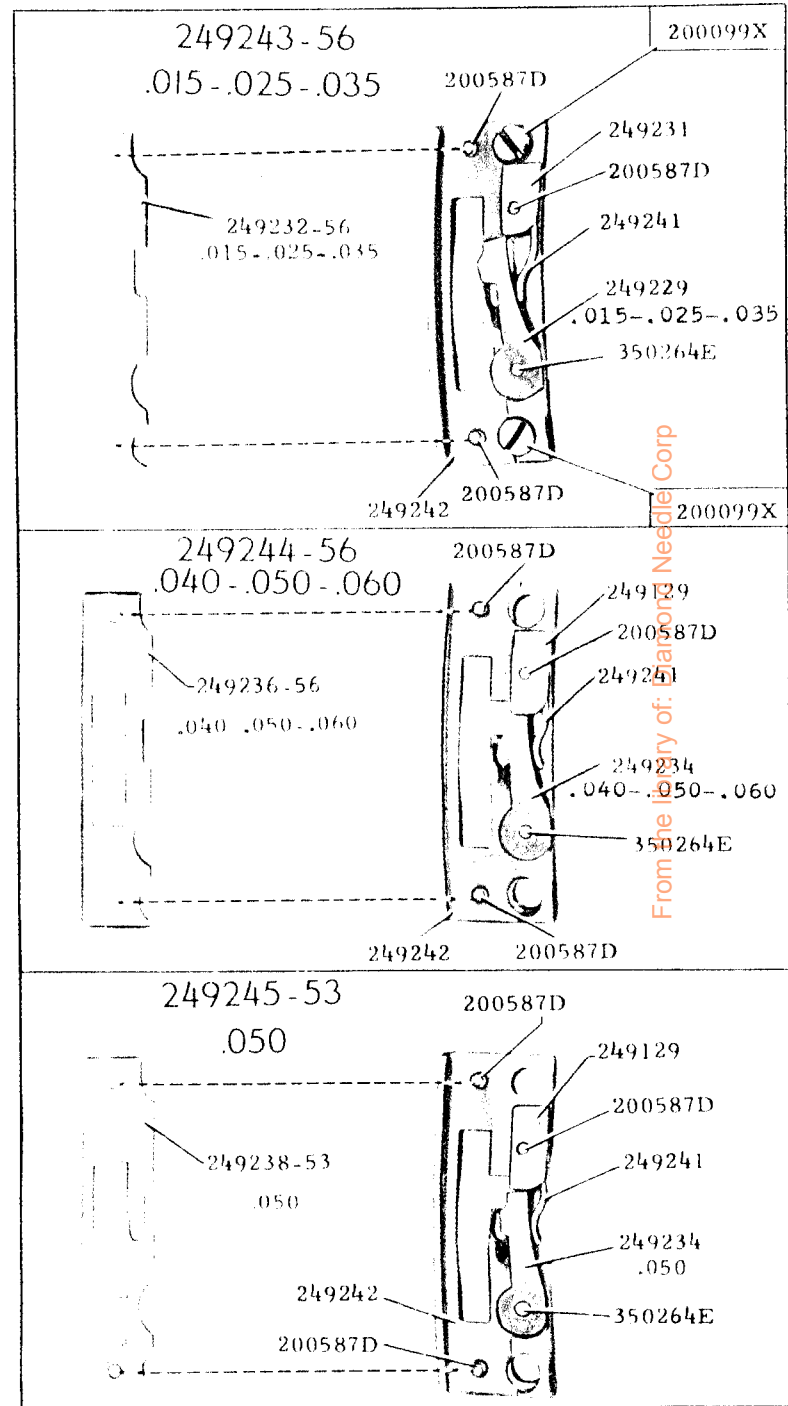 249243-56
.015-.025-.035
200099X
200587D
249231
200587D
249232-56
.015-.025-.035
249241
249229
.015-.025-.035
350264E
249242
200587D
200099X
249244-56
.040-.050-.060
200587D
249129
200587D
249236-56
.040 .050-.060
249241
249234
.040-.050-.060
350264E
249242
200587D
249245-53
.050
200587D
249129
200587D
249238-53
.050
249241
249234
.050
249242
350264E
200587D
From the library of: Diamond Needle Corp